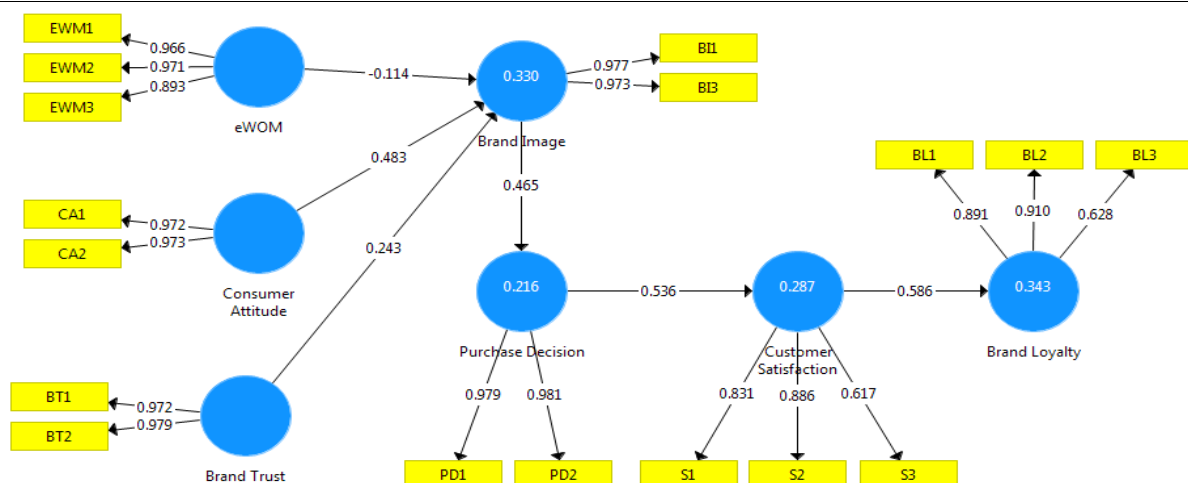 EWM1
0.966
EWM2
0.971
EWM3
0.893
eWOM
-0.114
0.330
Brand Image
0.977
BI1
0.973
BI3
0.483
0.465
CA1
0.972
CA2
0.973
Consumer
Attitude
0.243
BL1
BL2
BL3
0.891
0.910
0.628
0.216
Purchase Decision
0.536
0.287
Customer
Satisfaction
0.586
0.343
Brand Loyalty
BT1
0.972
BT2
0.979
Brand Trust
0.979
0.981
0.831
0.886
0.617
PD1
PD2
S1
S2
S3